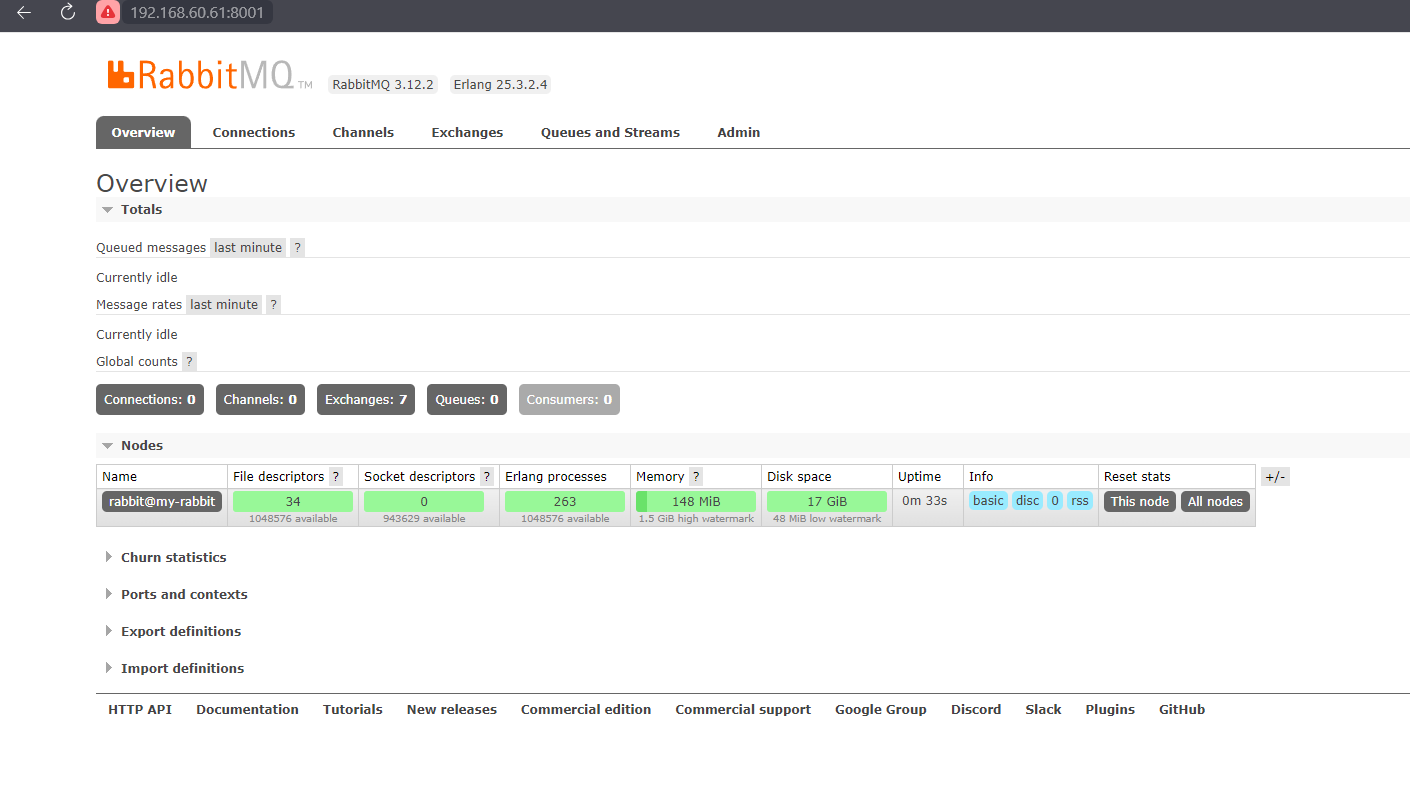 192.168.60.61:8001
RabbitMQ TM RabbitMQ 3.12.2 Erlang 25.3.2.4
Overview Connections Channels Exchanges Queues and Streams Admin
Overview
Totals
Queued messages last minute ?
Currently idle
Message rates last minute ?
Currently idle
Global counts ?
Connections: 0 Channels: 0 Exchanges: 7 Queues: 0 Consumers: 0
Nodes
Name File descriptors ? Socket descriptors ? Erlang processes Memory ? Disk space Uptime Info Reset stats +/-
rabbit@my-rabbit 34 0 263 148 MiB 17 GiB 0m 33s basic disc 0 rss This node All nodes
1048576 available 943629 available 1048576 available 1.5 GiB high watermark 48 MiB low watermark
Churn statistics
Ports and contexts
Export definitions
Import definitions
HTTP API Documentation Tutorials New releases Commercial edition Commercial support Google Group Discord Slack Plugins GitHub